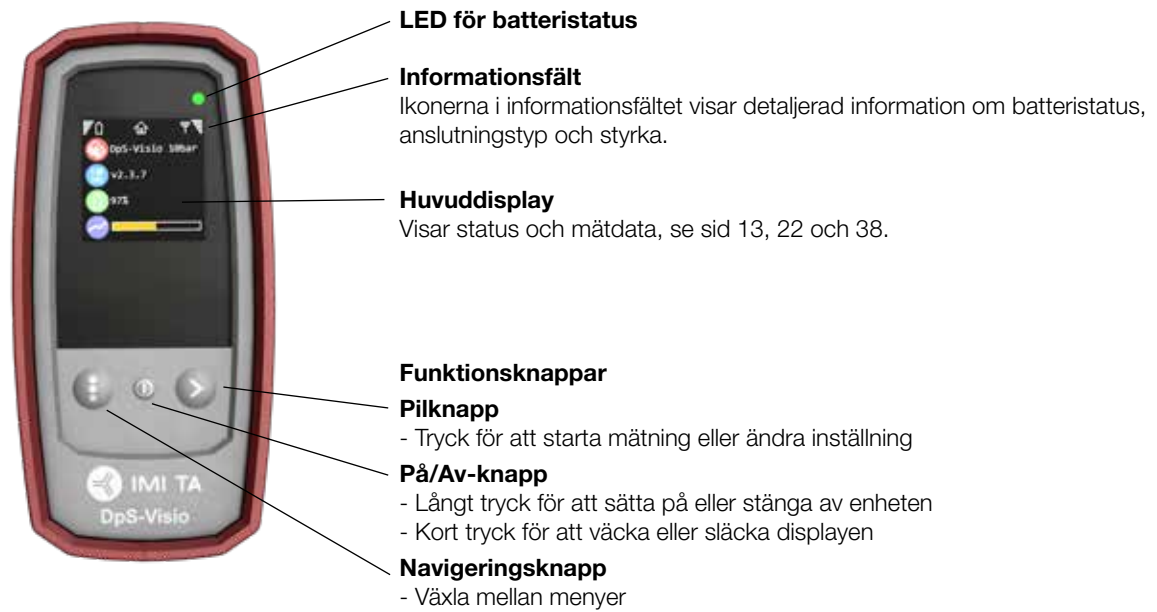 LED för batteristatus
Informationsfält
Ikonerna i informationsfältet visar detaljerad information om batteristatus,
anslutningstyp och styrka.
DpS-Visio 10bar
v2.3.7
97%
Huvuddisplay
Visar status och mätdata, se sid 13, 22 och 38.
Funktionsknappar
Pilknapp
- Tryck för att starta mätning eller ändra inställning
På/Av-knapp
- Långt tryck för att sätta på eller stänga av enheten
- Kort tryck för att väcka eller släcka displayen
IMI TA
DpS-Visio
Navigeringsknapp
- Växla mellan menyer